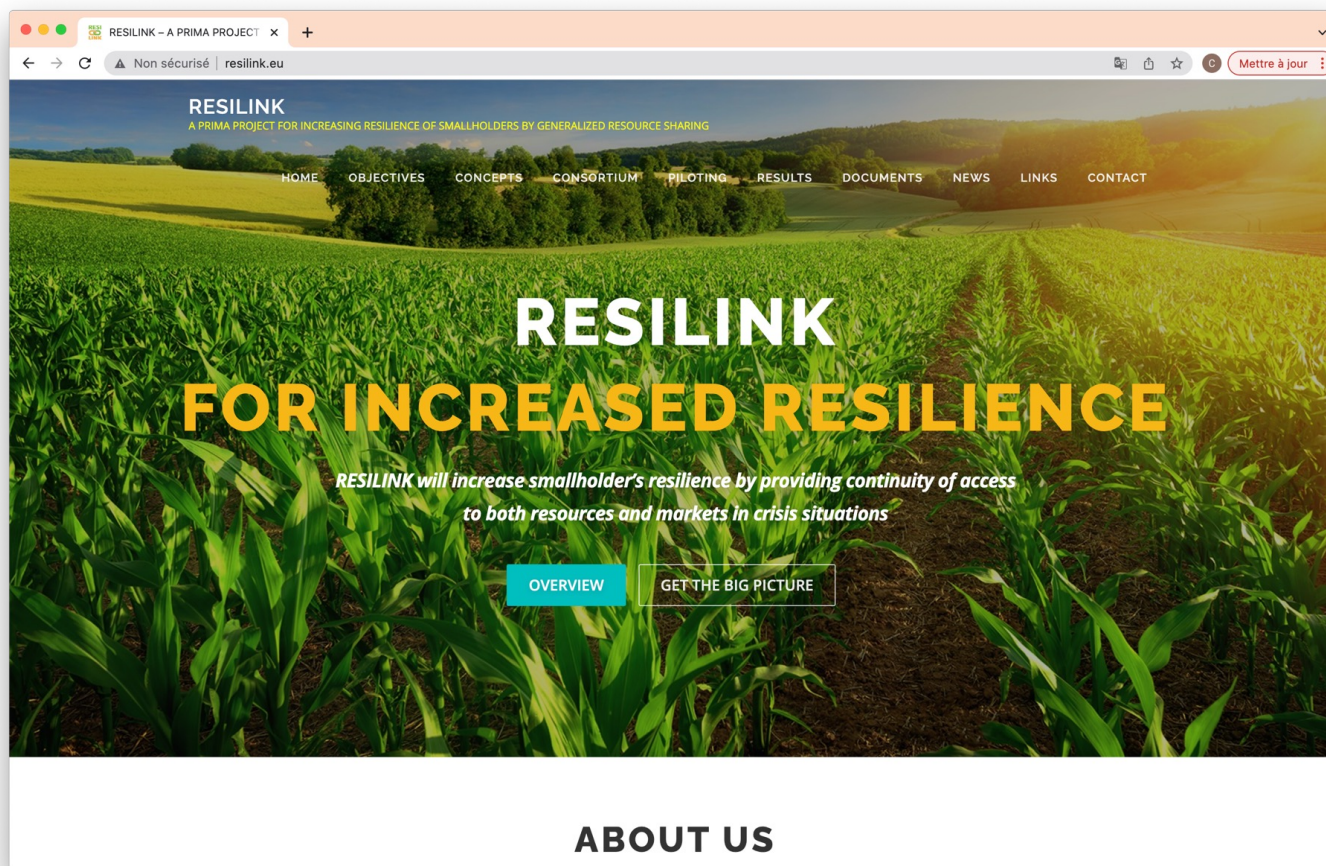 RESILINK – A PRIMA PROJECT
Non sécurisé | resilink.eu
C
Mettre à jour
RESILINK
A PRIMA PROJECT FOR INCREASING RESILIENCE OF SMALLHOLDERS BY GENERALIZED RESOURCE SHARING
HOME OBJECTIVES CONCEPTS CONSORTIUM PILOTING RESULTS DOCUMENTS NEWS LINKS CONTACT
RESILINK
FOR INCREASED RESILIENCE
RESILINK will increase smallholder’s resilience by providing continuity of access
to both resources and markets in crisis situations
OVERVIEW GET THE BIG PICTURE
ABOUT US